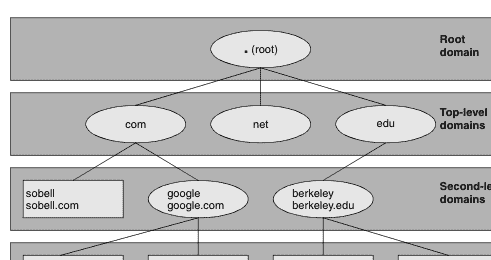 . (root)
Root
domain
com
net
edu
Top-level
domains
sobell
sobell.com
google
google.com
berkeley
berkeley.edu
Second-le
domains